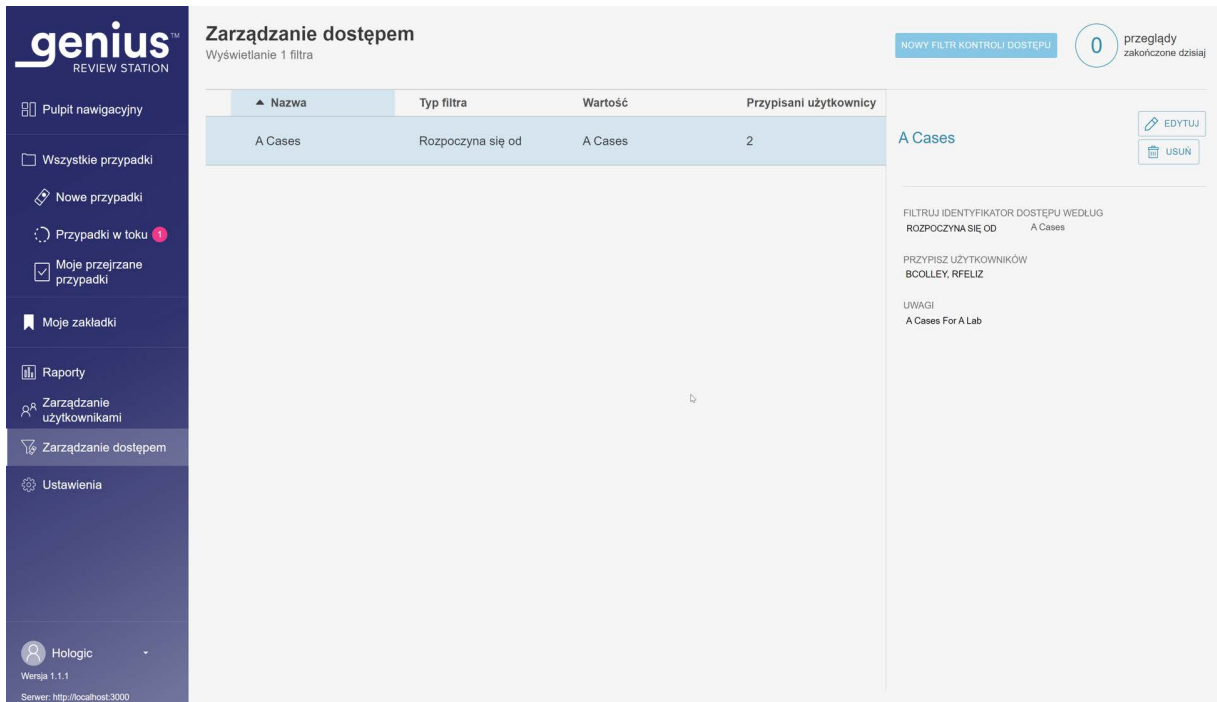 genius™
REVIEW STATION
Pulpit nawigacyjny
Wszystkie przypadki
Nowe przypadki
Przypadki w toku 1
Moje przejrzane
przypadki
Moje zakładki
Raporty
Zarządzanie
użytkownikami
Zarządzanie dostępem
Ustawienia
Hologic
Wersja 1.1.1
Serwer: http://localhost:3000
Zarządzanie dostępem
Wyświetlanie 1 filtra
NOWY FILTR KONTROLI DOSTĘPU
0
przeglądy
zakończone dzisiaj
Nazwa Typ filtra Wartość Przypisani użytkownicy
A Cases Rozpoczyna się od A Cases 2
A Cases
EDYTUJ
USUŃ
FILTRUJ IDENTYFIKATOR DOSTĘPU WEDŁUG
ROZPOCZYNA SIĘ OD A Cases
PRZYPISZ UŻYTKOWNIKÓW
BCOLLEY, RFELIZ
UWAGI
A Cases For A Lab